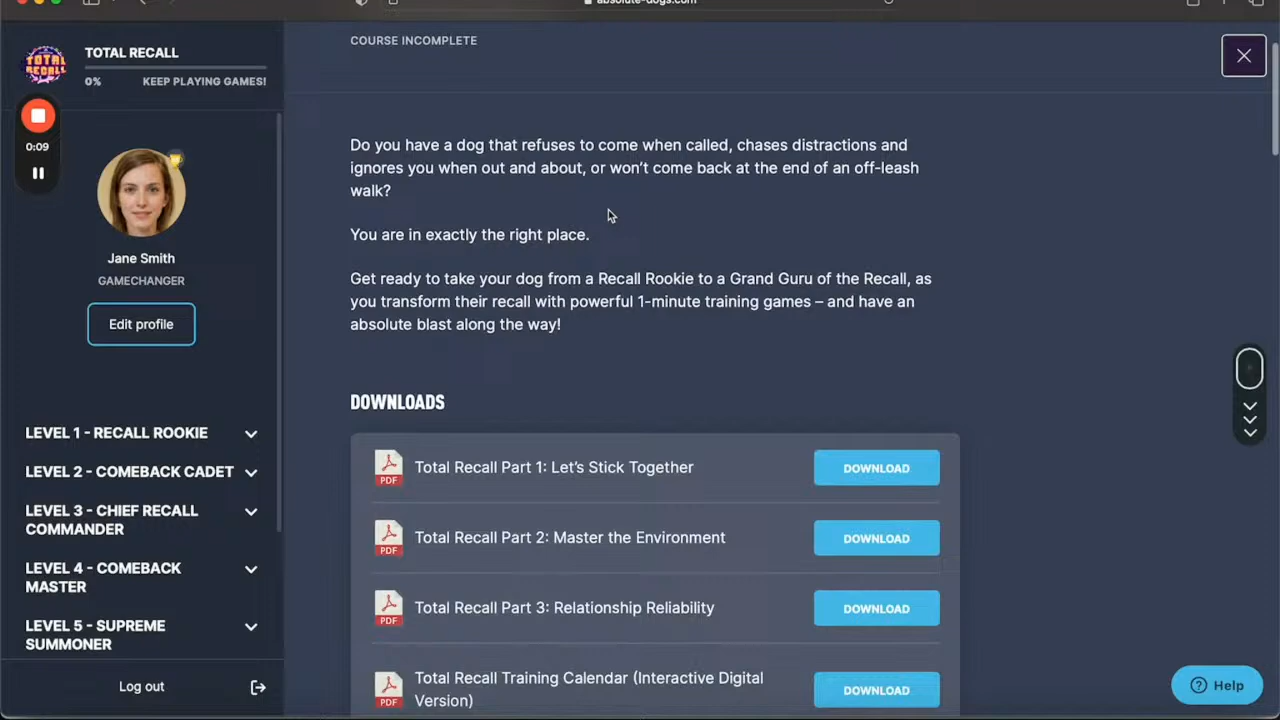 absolute-dogs.com
TOTAL RECALL
TOTAL RECALL
0% KEEP PLAYING GAMES!
0:09
Jane Smith
GAMECHANGER
Edit profile
LEVEL 1 - RECALL ROOKIE
LEVEL 2 - COMEBACK CADET
LEVEL 3 - CHIEF RECALL
COMMANDER
LEVEL 4 - COMEBACK
MASTER
LEVEL 5 - SUPREME
SUMMONER
Log out
COURSE INCOMPLETE
Do you have a dog that refuses to come when called, chases distractions and
ignores you when out and about, or won’t come back at the end of an off-leash
walk?
You are in exactly the right place.
Get ready to take your dog from a Recall Rookie to a Grand Guru of the Recall, as
you transform their recall with powerful 1-minute training games – and have an
absolute blast along the way!
DOWNLOADS
PDF Total Recall Part 1: Let’s Stick Together DOWNLOAD
PDF Total Recall Part 2: Master the Environment DOWNLOAD
PDF Total Recall Part 3: Relationship Reliability DOWNLOAD
Total Recall Training Calendar (Interactive Digital
PDF Version) DOWNLOAD
Help